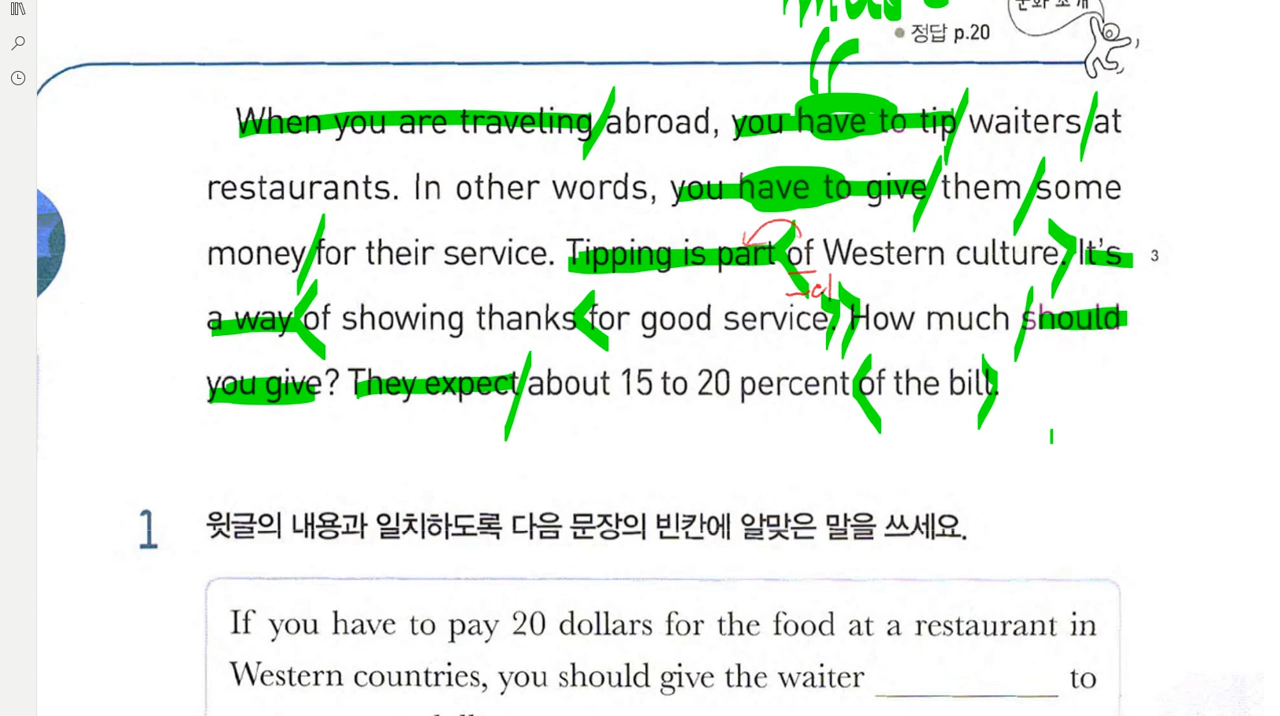 정답 p.20
When you are traveling abroad, you have to tip waiters at
restaurants. In other words, you have to give them some
money for their service. Tipping is part of Western culture. It's
3
a way of showing thanks for good service. How much should
you give? They expect about 15 to 20 percent of the bill.
1 윗글의 내용과 일치하도록 다음 문장의 빈칸에 알맞은 말을 쓰세요.
If you have to pay 20 dollars for the food at a restaurant in
Western countries, you should give the waiter __________ to